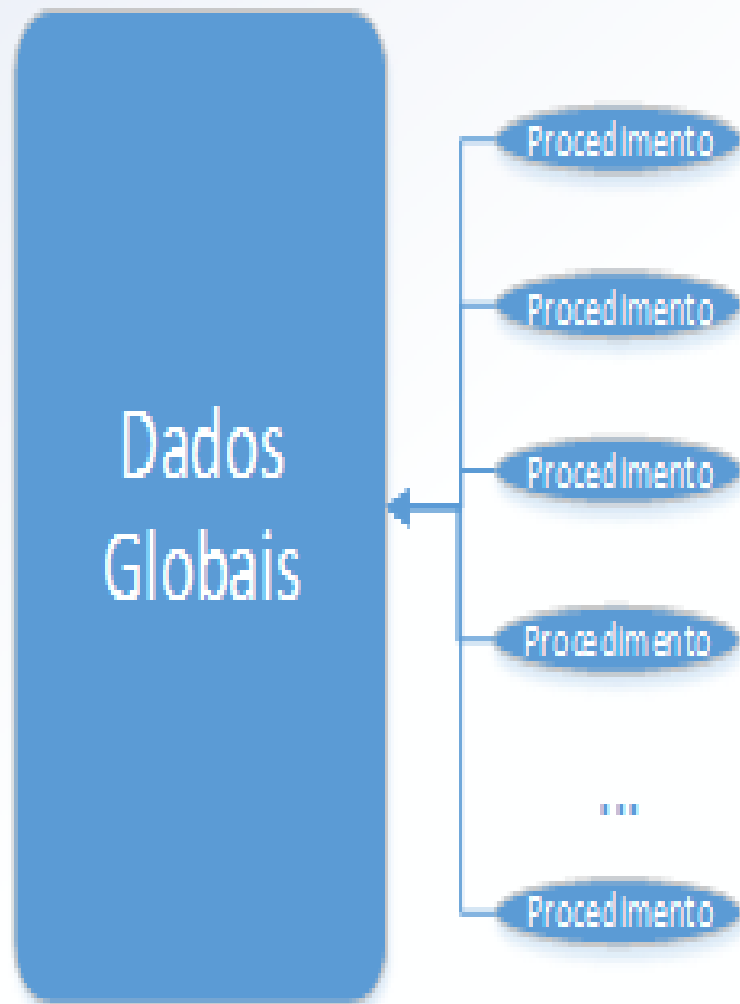 Dados
Globais
Procedimento
Procedimento
Procedimento
Procedimento
...
Procedimento